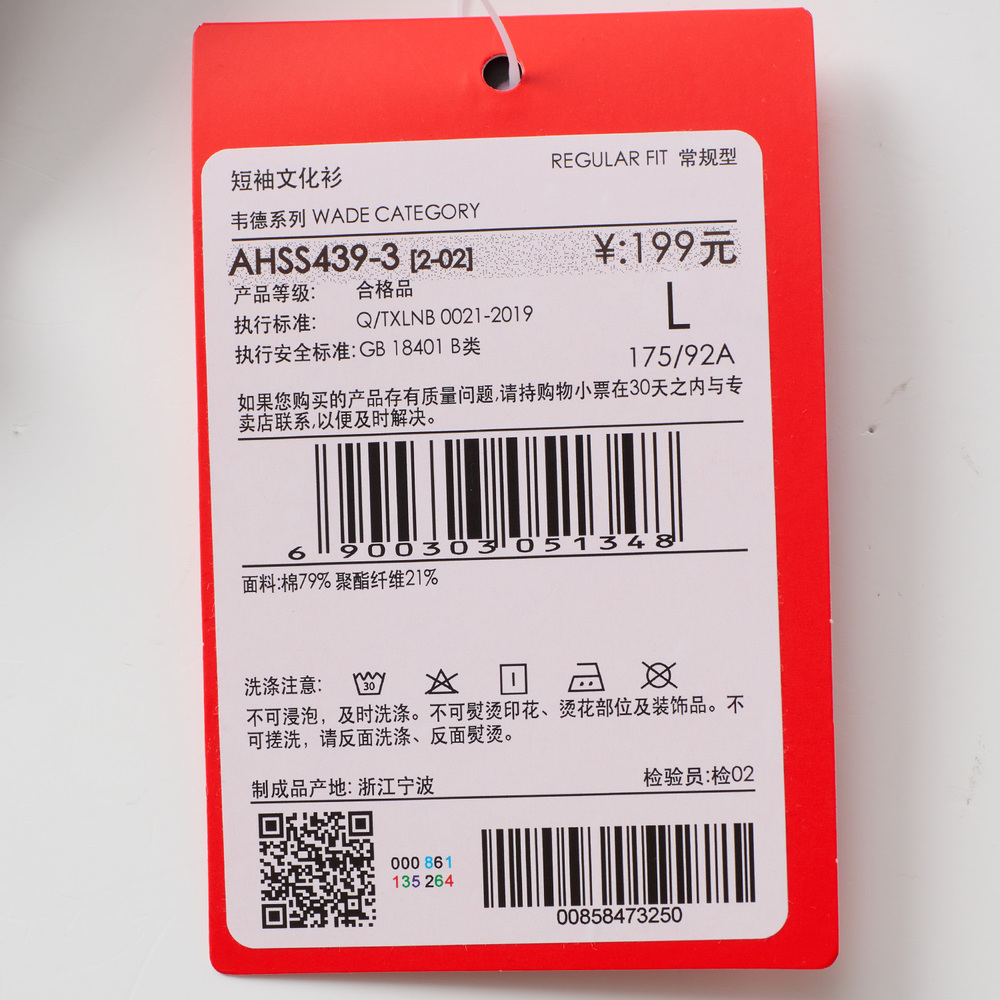 REGULAR FIT 常规型
短袖文化衫
韦德系列 WADE CATEGORY
AHSS439-3 [2-02]
¥:199元
产品等级: 合格品
执行标准: Q/TXLNB 0021-2019
L
执行安全标准: GB 18401 B类
175/92A
如果您购买的产品存有质量问题,请持购物小票在30天之内与专
卖店联系,以便及时解决。
6 900303 051348
面料:棉79% 聚酯纤维21%
洗涤注意: 30
不可浸泡，及时洗涤。不可熨烫印花、烫花部位及装饰品。不
可搓洗，请反面洗涤、反面熨烫。
制成品产地: 浙江宁波
检验员:检02
000 861
135 264
00858473250